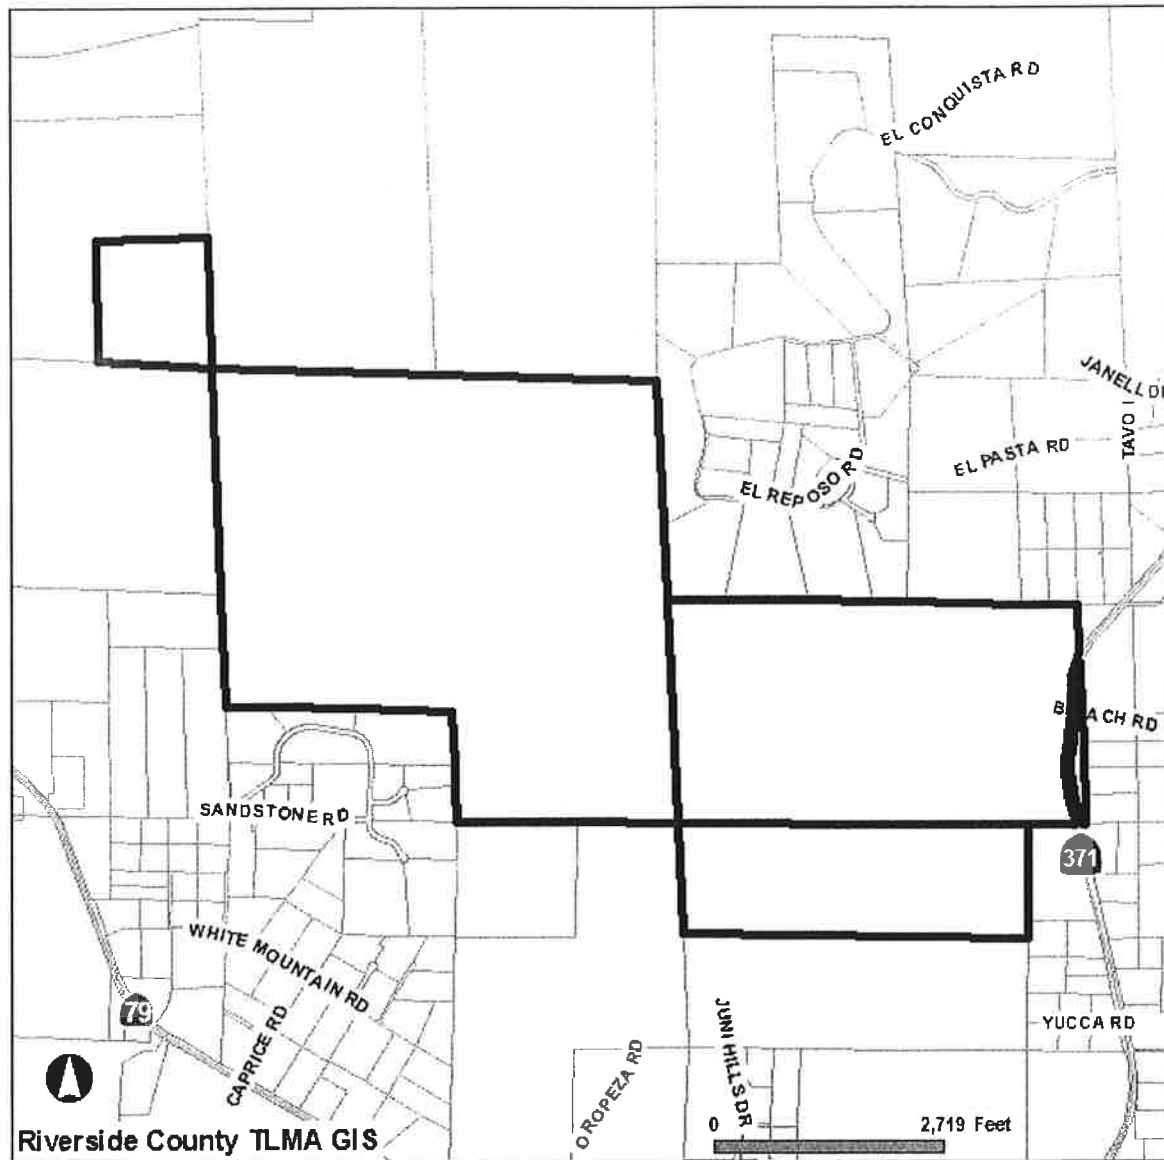 EL CONQUISTA RD
JANELL DR
TAVO
EL PASTA RD
EL REPOSO RD
ACH RD
SANDSTONE RD
371
WHITE MOUNTAIN RD
79
YUCCA RD
CAPRICE RD
OROPEZA RD
JUNI HILLS DR
0 2,719 Feet
Riverside County TLMA GIS